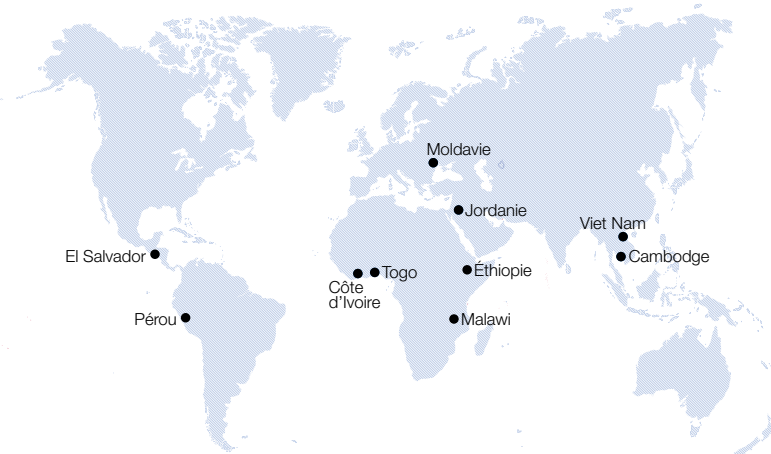 Moldavie
Jordanie
Viet Nam
El Salvador
Cambodge
Togo
Éthiopie
Côte
d'Ivoire
Pérou
Malawi